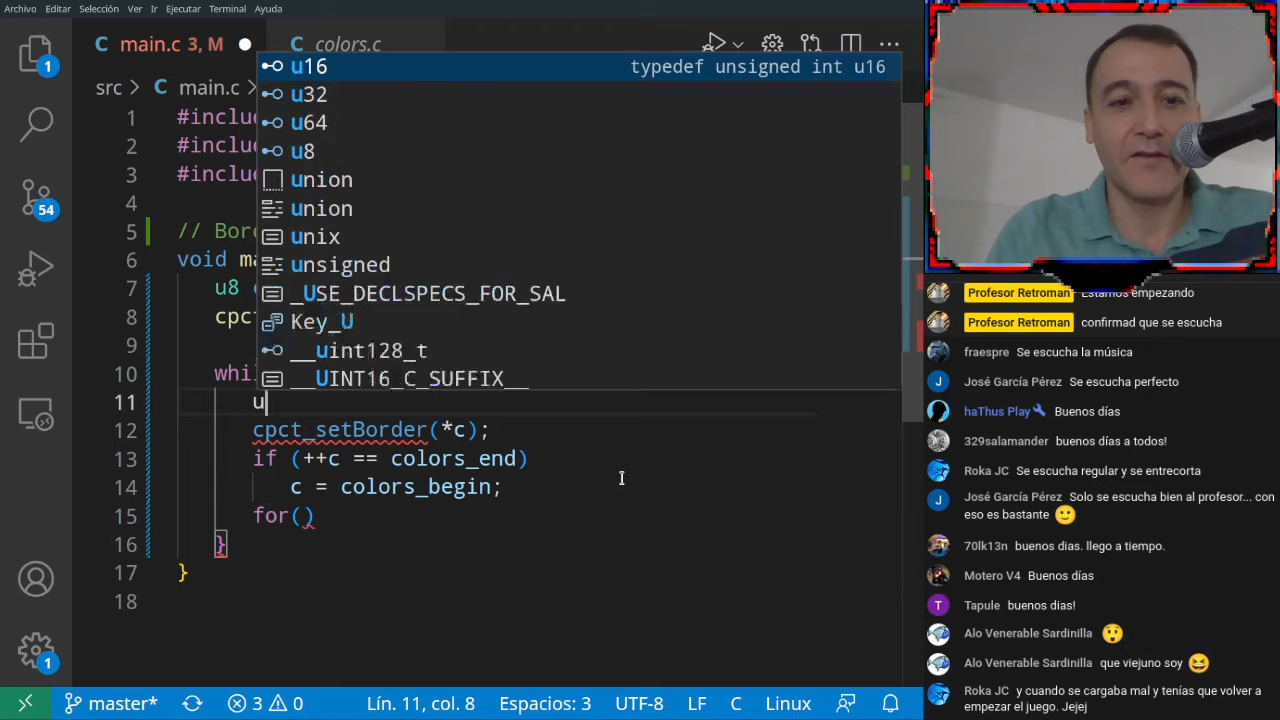 Archivo Editar Selección Ver Ir Ejecutar Terminal Ayuda
main.c 3, M
colors.c
src > main.c >
1 #inclu
2 #inclu
3 #inclu
4
5 // Bor
6 void m
7 u8
8 cpct
9
10 whi
11 u
12 cpct_setBorder(*c);
13 if (++c == colors_end)
14 c = colors_begin;
15 for()
16 }
17 }
18
u16 typedef unsigned int u16
u32
u64
u8
union
union
unix
unsigned
_USE_DECLSPECS_FOR_SAL
Key_U
__uint128_t
__UINT16_C_SUFFIX__
1
54
1
master* 3 0 Lín. 11, col. 8 Espacios: 3 UTF-8 LF C Linux
Profesor Retroman Estamos empezando
Profesor Retroman confirmad que se escucha
fraespre Se escucha la música
J José García Pérez Se escucha perfecto
haThus Play Buenos días
329salamander buenos días a todos!
Roka JC Se escucha regular y se entrecorta
J José García Pérez Solo se escucha bien al profesor... con
eso es bastante 🙂
70lk13n buenos dias. llego a tiempo.
Motero V4 Buenos días
T Tapule buenos dias!
Alo Venerable Sardinilla 😲
Alo Venerable Sardinilla que viejuno soy 😆
Roka JC y cuando se cargaba mal y tenías que volver a
empezar el juego. Jejej